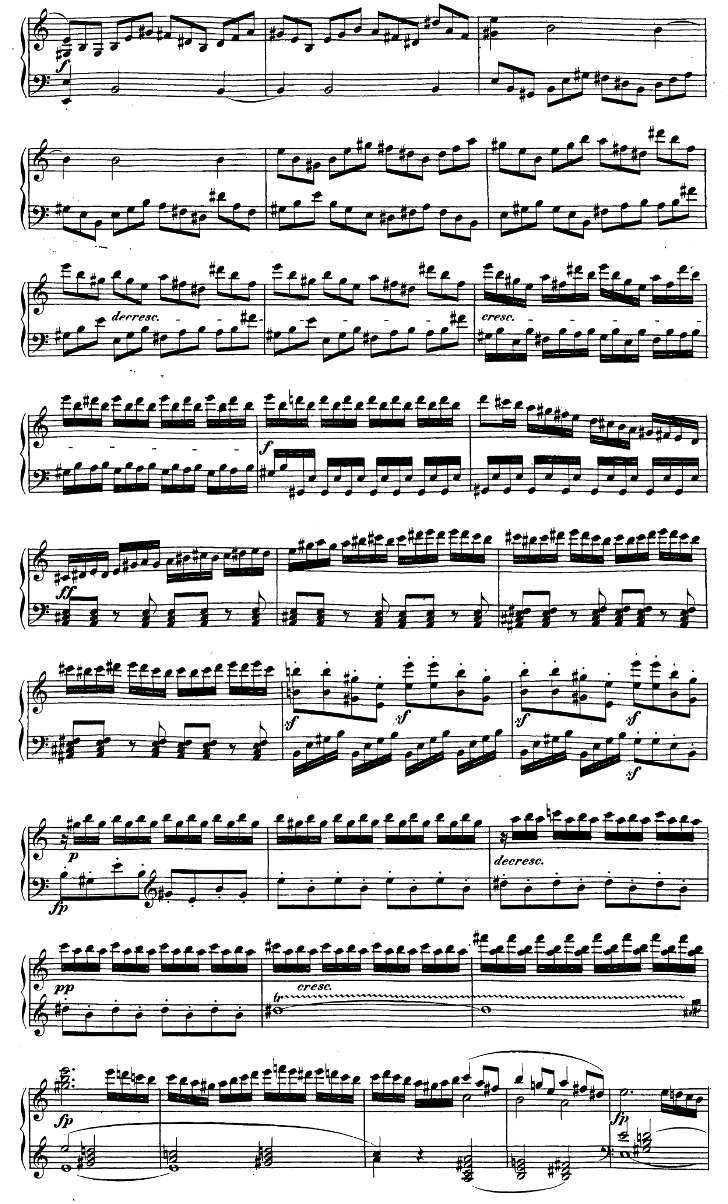 f
decresc.
cresc.
f
ff
sf sf sf sf
sf
p
decresc.
fp
pp
cresc.
tr
fp fp